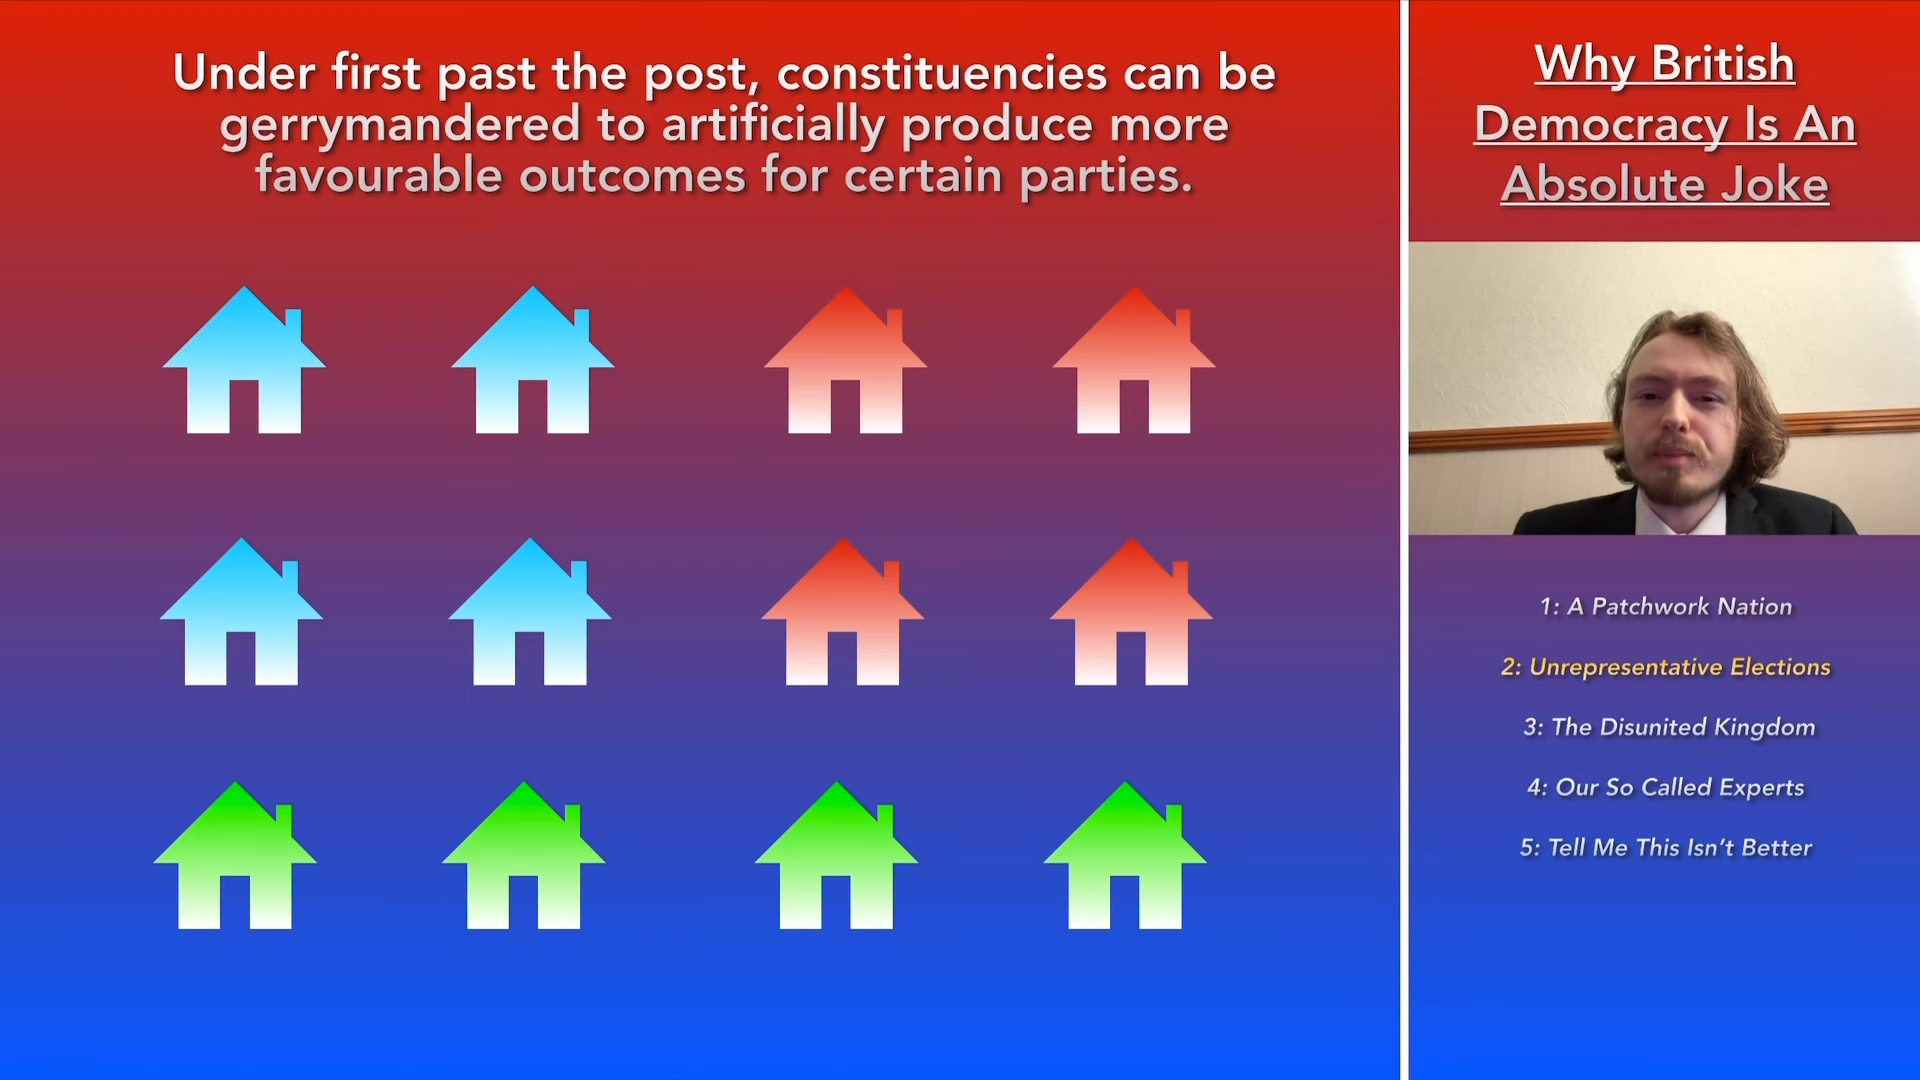 Under first past the post, constituencies can be
gerrymandered to artificially produce more
favourable outcomes for certain parties.
Why British
Democracy Is An
Absolute Joke
1: A Patchwork Nation
2: Unrepresentative Elections
3: The Disunited Kingdom
4: Our So Called Experts
5: Tell Me This Isn’t Better